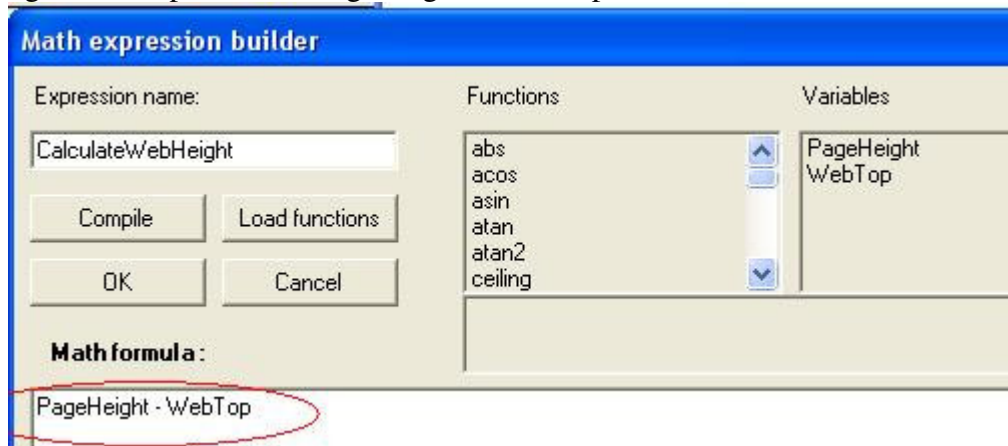 Math expression builder
Expression name:
CalculateWebHeight
Compile
Load functions
OK
Cancel
Functions
abs
acos
asin
atan
atan2
ceiling
Variables
PageHeight
WebTop
Math formula :
PageHeight - WebTop